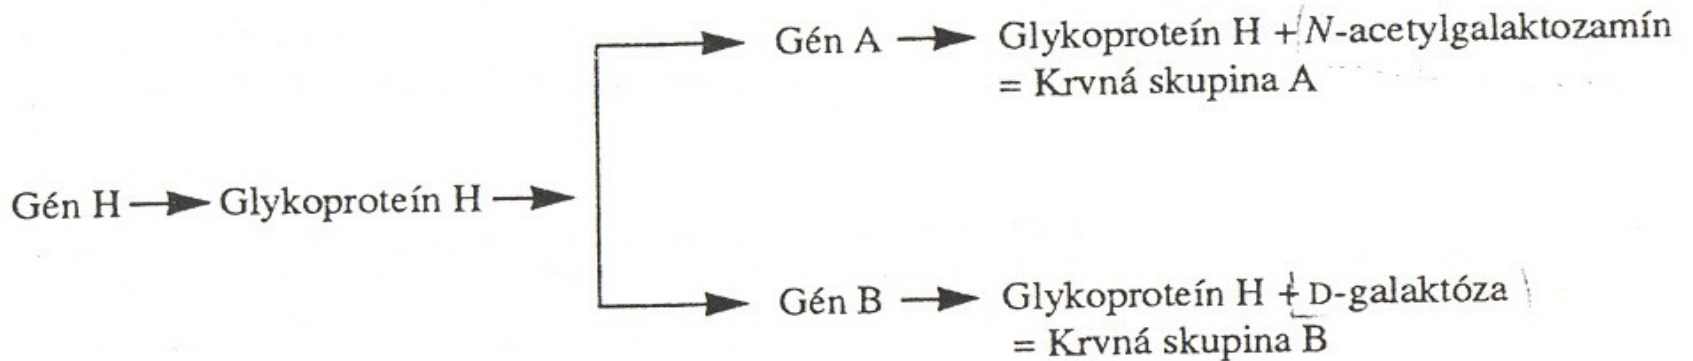 Gén A → Glykoproteín H + N-acetylgalaktozamín
= Krvná skupina A
Gén H → Glykoproteín H →
Gén B → Glykoproteín H + D-galaktóza
= Krvná skupina B